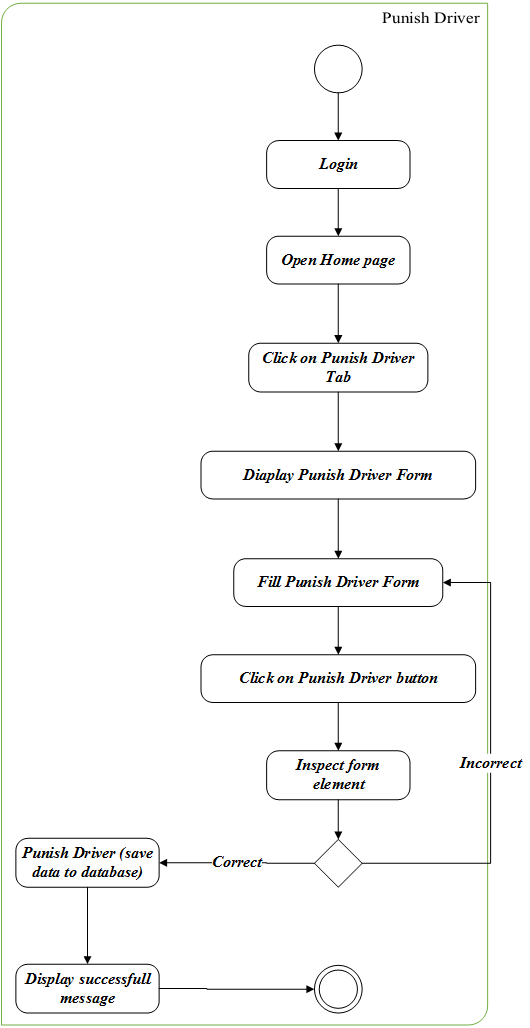 Punish Driver
Login
Open Home page
Click on Punish Driver
Tab
Diaplay Punish Driver Form
Fill Punish Driver Form
Click on Punish Driver button
Inspect form
element
Incorrect
Correct
Punish Driver (save
data to database)
Display successfull
message